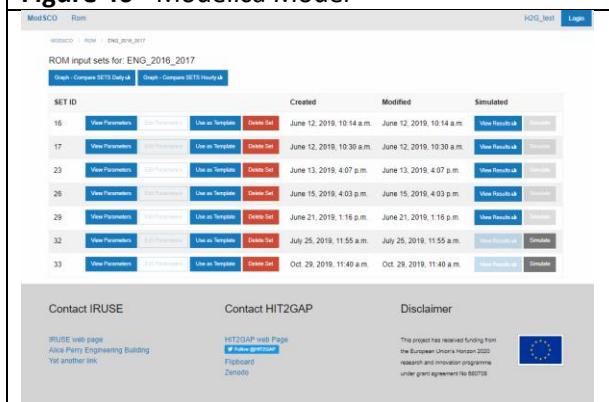 Figure 40 - Modelica Model
ModSCO Rom H2G_test Login
MODSCO / ROM / ENG_2016_2017
ROM input sets for: ENG_2016_2017
Graph - Compare SETS Daily Graph - Compare SETS Hourly
SET ID Created Modified Simulated
16 View Parameters Edit Parameters Use as Template Delete Set June 12, 2019, 10:14 a.m. June 12, 2019, 10:14 a.m. View Results Simulate
17 View Parameters Edit Parameters Use as Template Delete Set June 12, 2019, 10:30 a.m. June 12, 2019, 10:30 a.m. View Results Simulate
23 View Parameters Edit Parameters Use as Template Delete Set June 13, 2019, 4:07 p.m. June 13, 2019, 4:07 p.m. View Results Simulate
26 View Parameters Edit Parameters Use as Template Delete Set June 15, 2019, 4:03 p.m. June 15, 2019, 4:03 p.m. View Results Simulate
29 View Parameters Edit Parameters Use as Template Delete Set June 21, 2019, 1:16 p.m. June 21, 2019, 1:16 p.m. View Results Simulate
32 View Parameters Edit Parameters Use as Template Delete Set July 25, 2019, 11:55 a.m. July 25, 2019, 11:55 a.m. View Results Simulate
33 View Parameters Edit Parameters Use as Template Delete Set Oct. 29, 2019, 11:40 a.m. Oct. 29, 2019, 11:40 a.m. View Results Simulate
Contact IRUSE Contact HIT2GAP Disclaimer
IRUSE web page
Alice Perry Engineering Building
Yet another link
HIT2GAP web Page
Follow @HIT2GAP
Flipboard
Zenodo
This project has received funding from
the European Union's Horizon 2020
research and innovation programme
under grant agreement No 680708